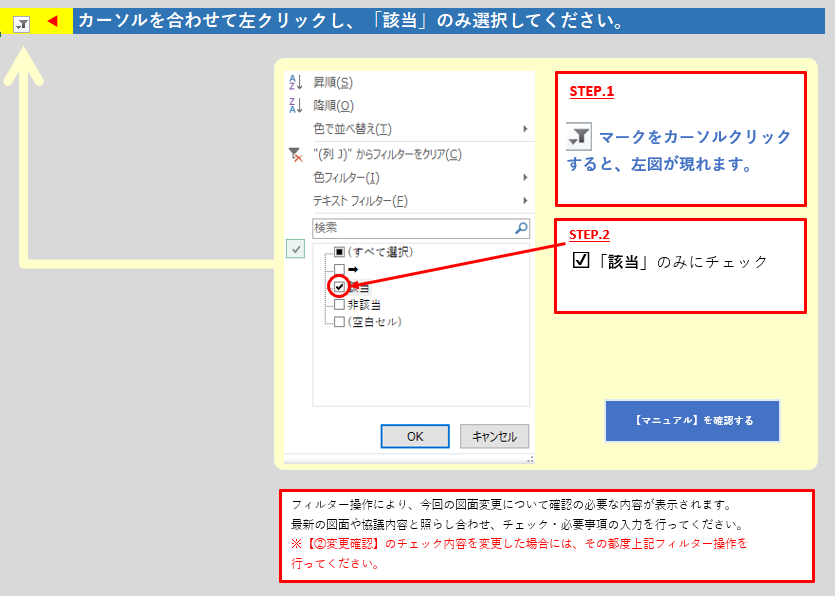 カーソルを合わせて左クリックし、「該当」のみ選択してください。
昇順(S)
降順(O)
色で並べ替え(T)
"(列 J)" からフィルターをクリア(C)
色フィルター(I)
テキスト フィルター(F)
検索
(すべて選択)
➡
該当
非該当
(空白セル)
OK
キャンセル
STEP.1
マークをカーソルクリック
すると、左図が現れます。
STEP.2
☑「該当」のみにチェック
【マニュアル】を確認する
フィルター操作により、今回の図面変更について確認の必要な内容が表示されます。
最新の図面や協議内容と照らし合わせ、チェック・必要事項の入力を行ってください。
※【②変更確認】のチェック内容を変更した場合には、その都度上記フィルター操作を
行ってください。